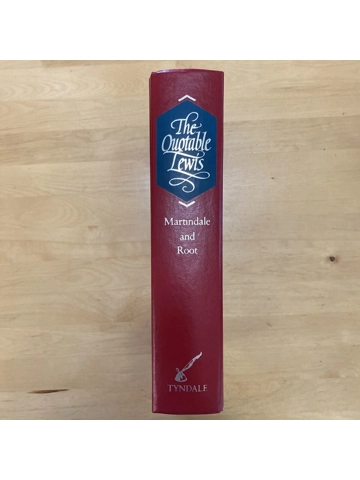 The
Quotable
Lewis
Martindale
and
Root
TYNDALE